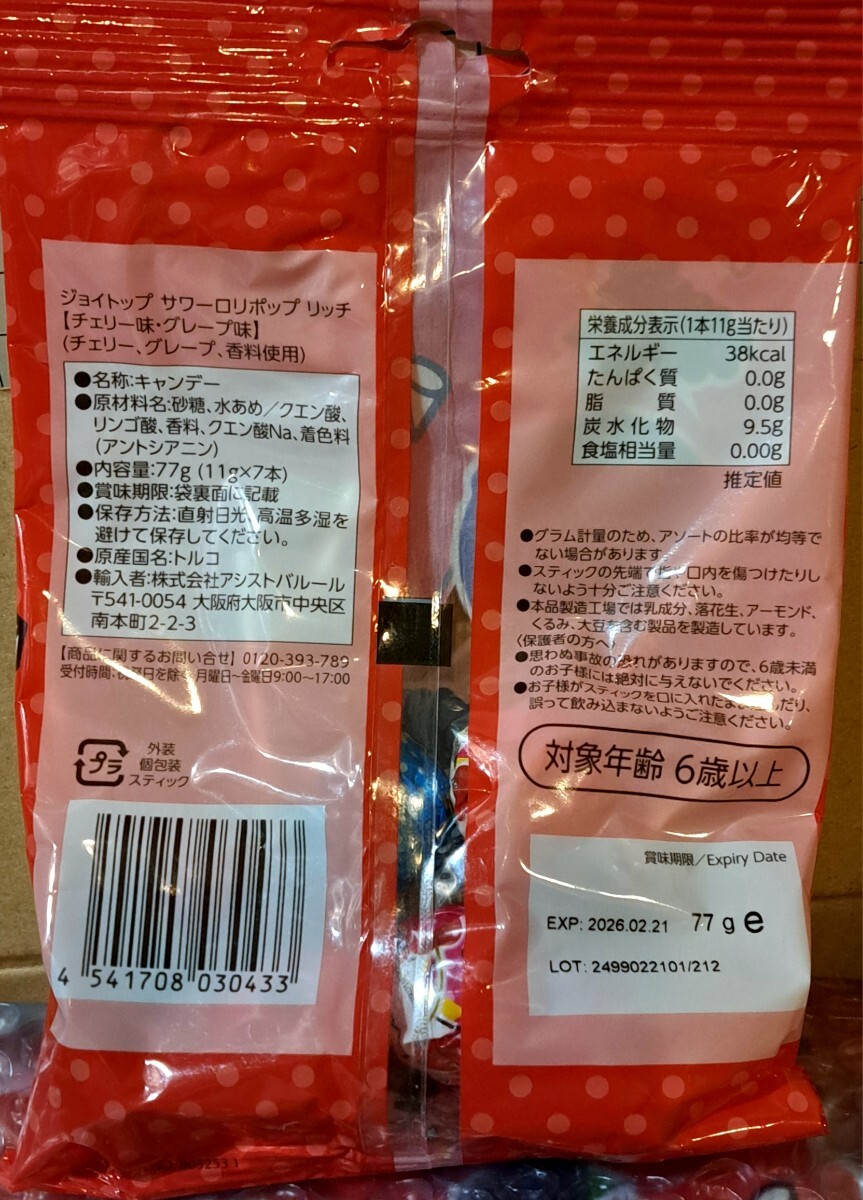 ジョイトップ サワーロリポップ リッチ
【チェリー味・グレープ味】
(チェリー、グレープ、香料使用)
●名称:キャンデー
●原材料名:砂糖、水あめ／クエン酸、
リンゴ酸、香料、クエン酸Na、着色料
(アントシアニン)
●内容量:77g (11g×7本)
●賞味期限:袋裏面に記載
●保存方法:直射日光、高温多湿を
避けて保存してください。
●原産国名:トルコ
●輸入者:株式会社アシストバルール
〒541-0054 大阪府大阪市中央区
南本町2-2-3
【商品に関するお問い合せ】0120-393-789
受付時間:祝祭日を除く 月曜日～金曜日9:00～17:00
プラ
外装
個包装
スティック
4 541708 030433
栄養成分表示(1本11g当たり)
エネルギー 38kcal
たんぱく質 0.0g
脂質 0.0g
炭水化物 9.5g
食塩相当量 0.00g
推定値
●グラム計量のため、アソートの比率が均等で
ない場合があります。
●スティックの先端で指や口内を傷つけたりし
ないよう十分ご注意ください。
●本品製造工場では乳成分、落花生、アーモンド、
くるみ、大豆を含む製品を製造しています。
〈保護者の方へ〉
●思わぬ事故の恐れがありますので、6歳未満
のお子様には絶対に与えないでください。
●お子様がスティックを口に入れたまま だり、
誤って飲み込まないようご注意ください。
対象年齢 6歳以上
賞味期限／Expiry Date
EXP: 2026.02.21 77 g e
LOT: 2499022101/212